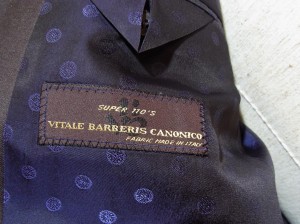 SUPER 110'S
VITALE BARBERIS CANONICO
FABRIC MADE IN ITALY